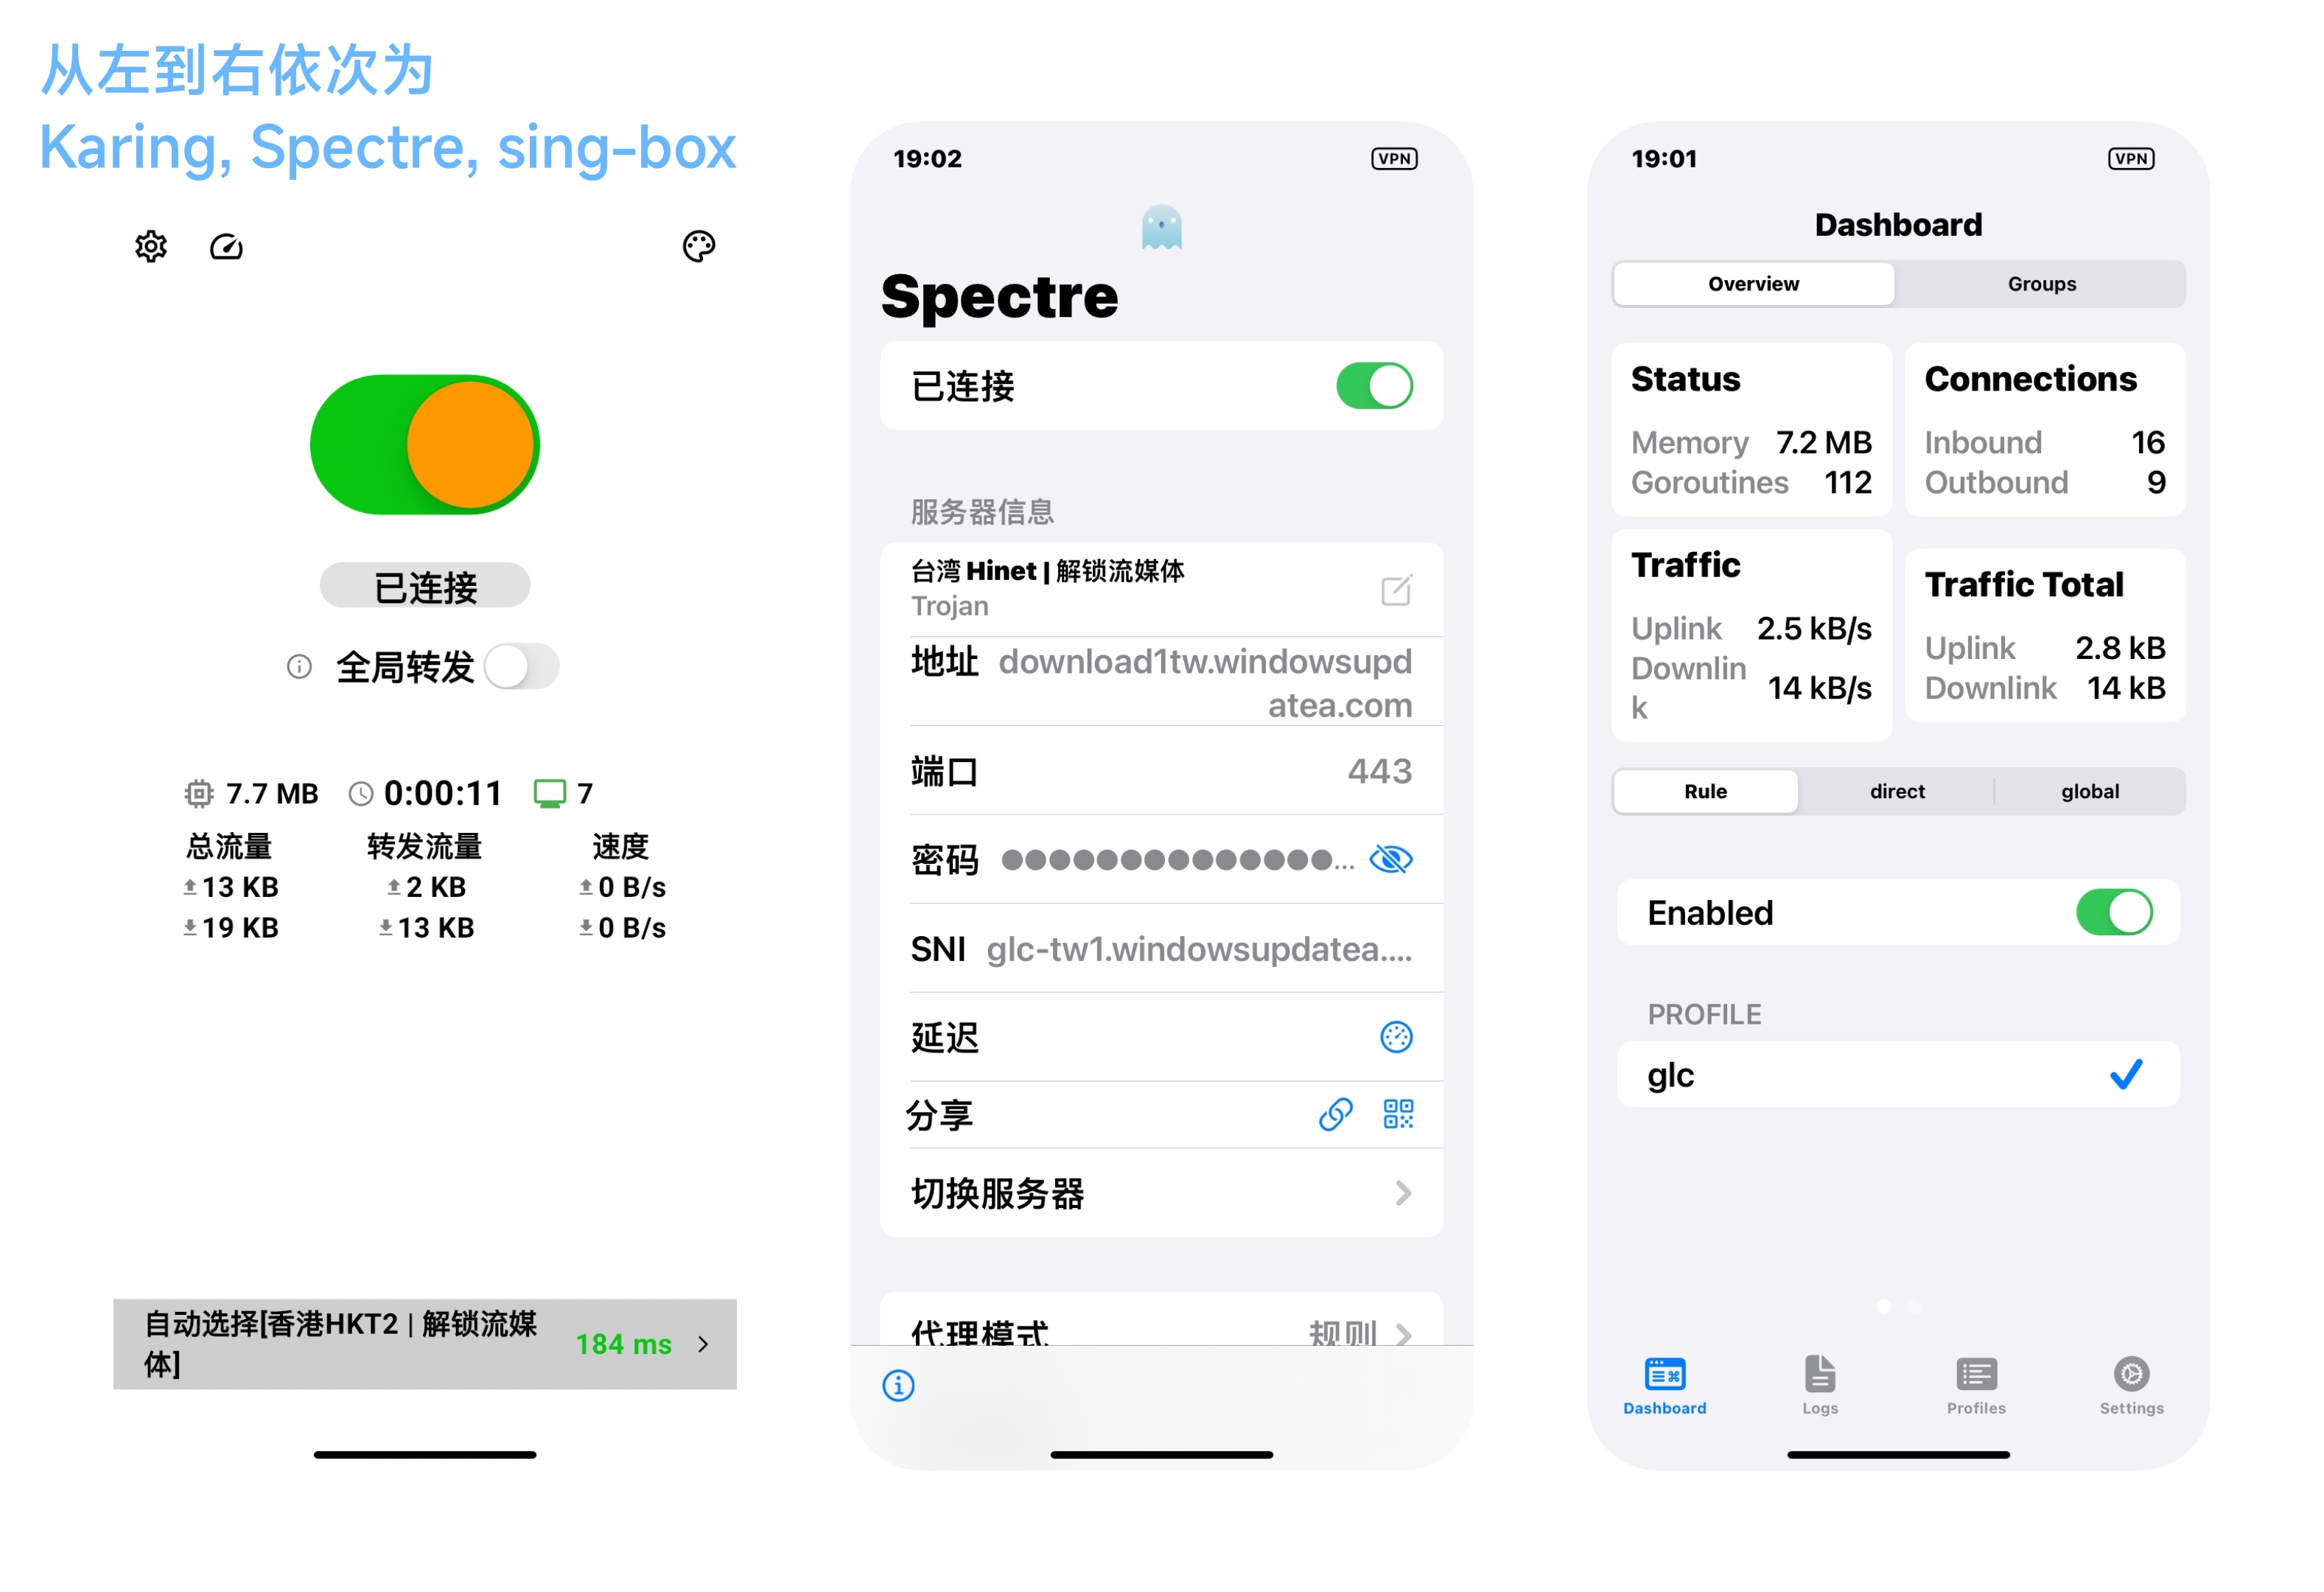 从左到右依次为
Karing, Spectre, sing-box
已连接
全局转发
7.7 MB 0:00:11 7
总流量 转发流量 速度
13 KB 2 KB 0 B/s
19 KB 13 KB 0 B/s
自动选择[香港HKT2 | 解锁流媒
体] 184 ms
19:02 VPN
Spectre
已连接
服务器信息
台湾 Hinet | 解锁流媒体
Trojan
地址 download1tw.windowsupd
atea.com
端口 443
密码 ●●●●●●●●●●●●●●...
SNI glc-tw1.windowsupdatea....
延迟
分享
切换服务器
代理模式 规则
19:01 VPN
Dashboard
Overview Groups
Status
Memory 7.2 MB
Goroutines 112
Connections
Inbound 16
Outbound 9
Traffic
Uplink 2.5 kB/s
Downlin
k 14 kB/s
Traffic Total
Uplink 2.8 kB
Downlink 14 kB
Rule direct global
Enabled
PROFILE
glc
Dashboard Logs Profiles Settings